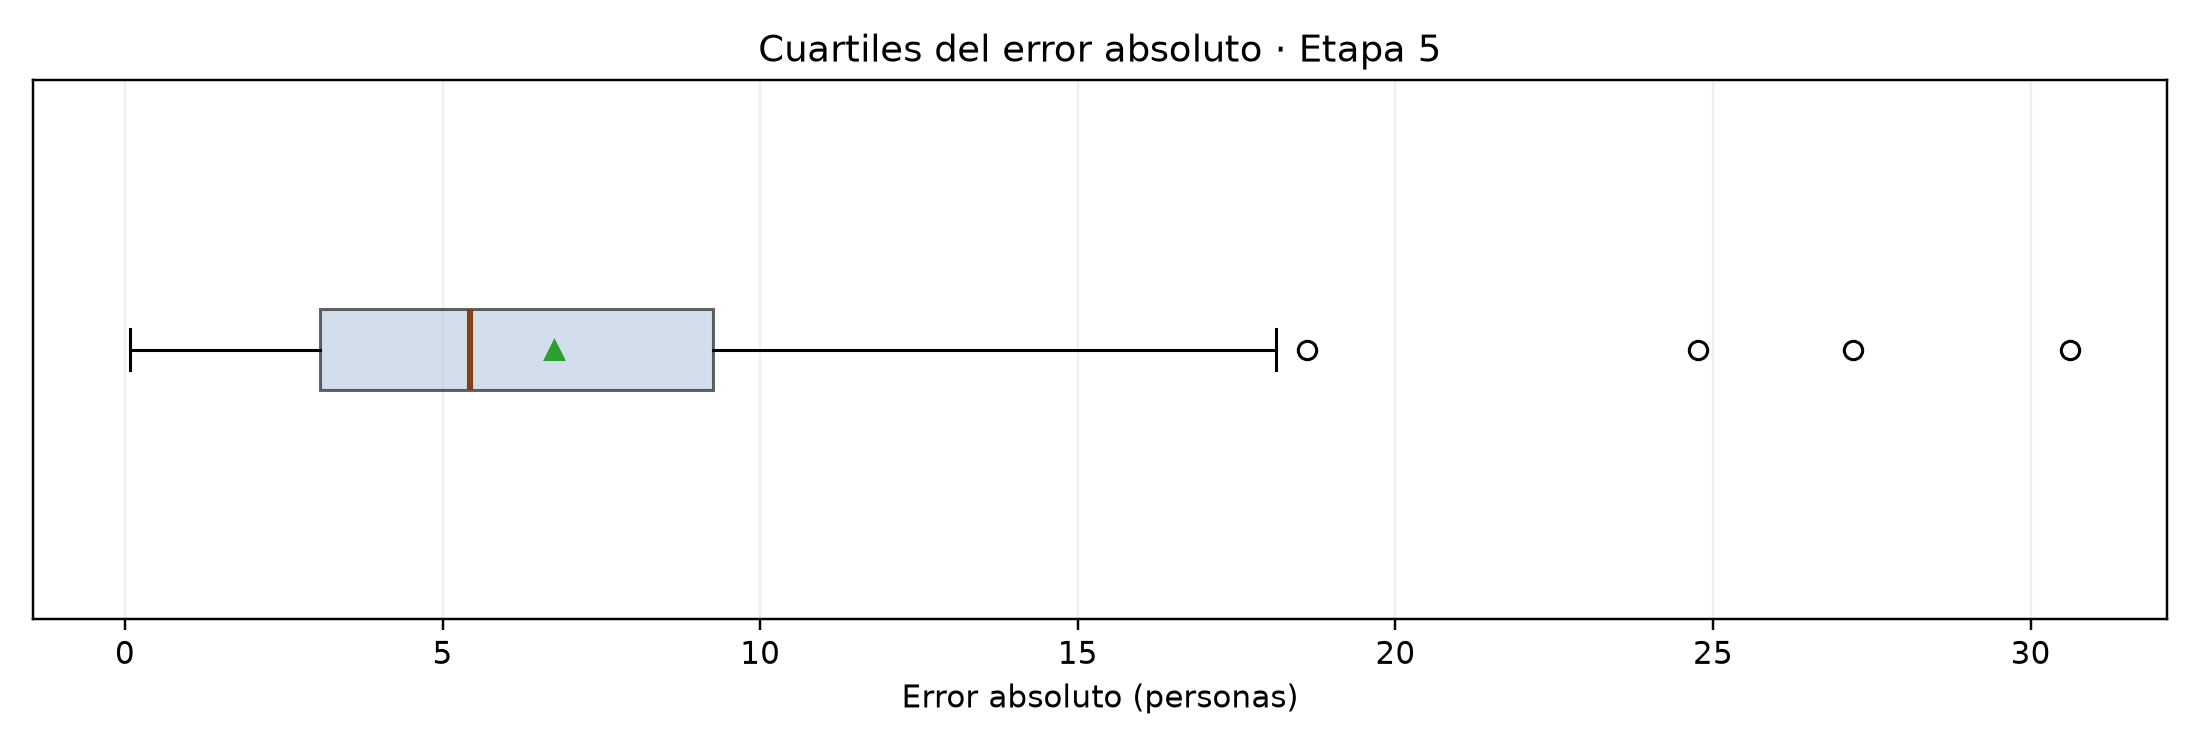 Cuartiles del error absoluto · Etapa 5
0 5 10 15 20 25 30
Error absoluto (personas)